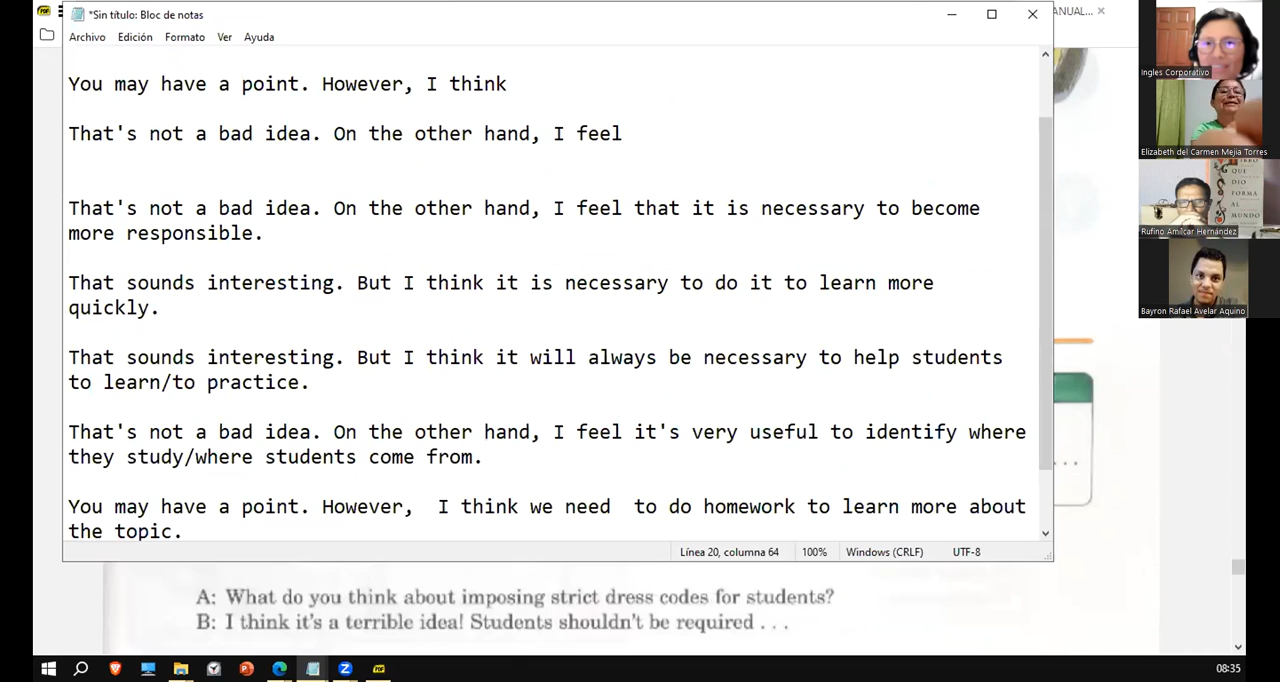 *Sin título: Bloc de notas
Archivo Edición Formato Ver Ayuda
You may have a point. However, I think
That's not a bad idea. On the other hand, I feel
That's not a bad idea. On the other hand, I feel that it is necessary to become
more responsible.
That sounds interesting. But I think it is necessary to do it to learn more
quickly.
That sounds interesting. But I think it will always be necessary to help students
to learn/to practice.
That's not a bad idea. On the other hand, I feel it's very useful to identify where
they study/where students come from.
You may have a point. However,  I think we need  to do homework to learn more about
the topic.
Línea 20, columna 64 100% Windows (CRLF) UTF-8
A: What do you think about imposing strict dress codes for students?
B: I think it's a terrible idea! Students shouldn't be required . . .
ANUAL...
Ingles Corporativo
Elizabeth del Carmen Mejia Torres
QUE
DIO
FORMA
AL
MUNDO
Rufino Amílcar Hernández
Bayron Rafael Avelar Aquino
08:35